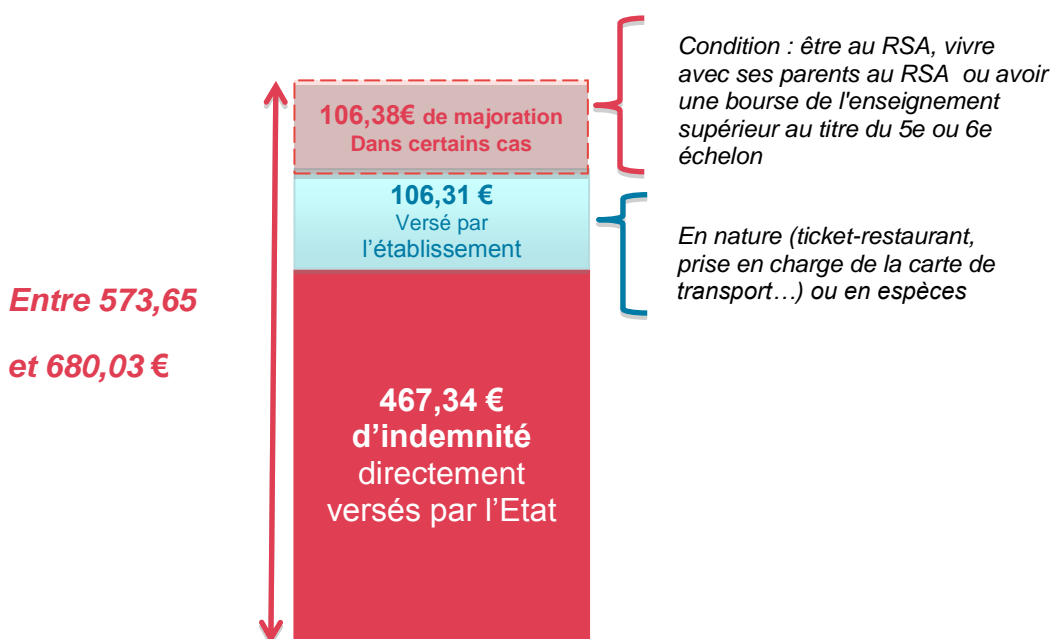 Condition : être au RSA, vivre
avec ses parents au RSA ou avoir
une bourse de l'enseignement
supérieur au titre du 5e ou 6e
échelon
106,38€ de majoration
Dans certains cas
106,31 €
Versé par
l’établissement
En nature (ticket-restaurant,
prise en charge de la carte de
transport…) ou en espèces
Entre 573,65
et 680,03 €
467,34 €
d’indemnité
directement
versés par l’Etat